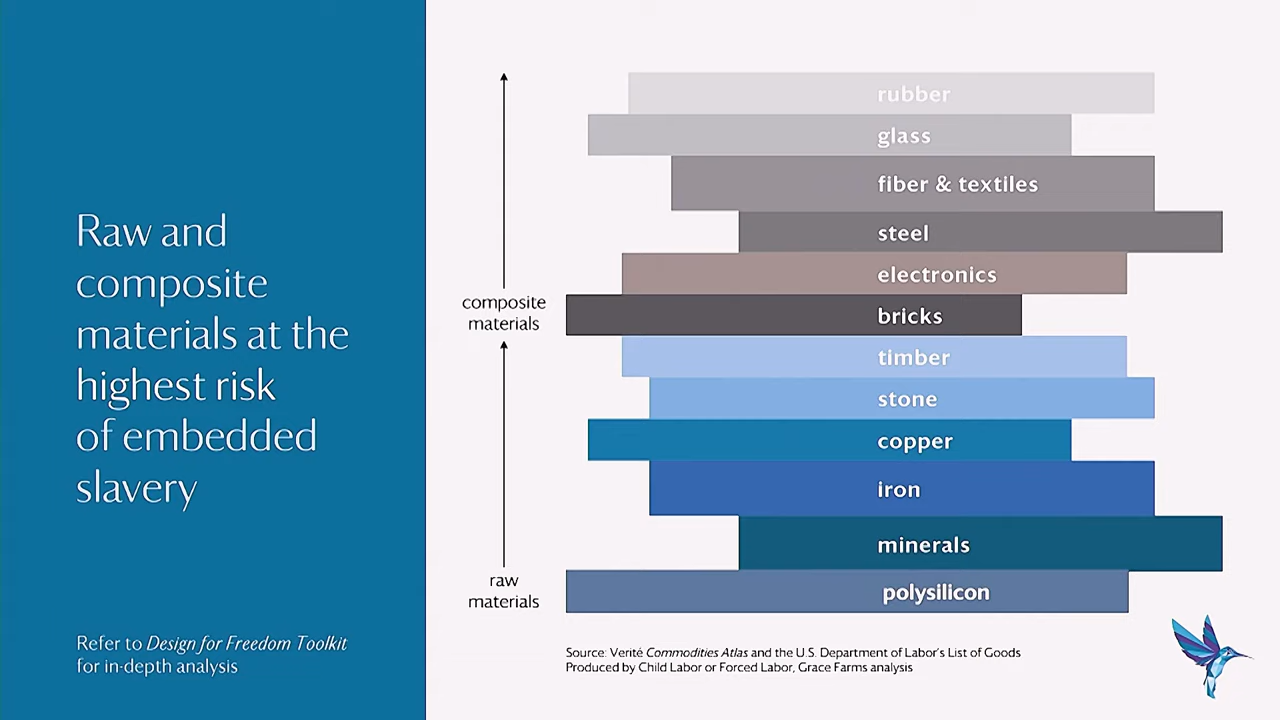 Raw and
composite
materials at the
highest risk
of embedded
slavery
Refer to Design for Freedom Toolkit
for in-depth analysis
composite
materials
raw
materials
rubber
glass
fiber & textiles
steel
electronics
bricks
timber
stone
copper
iron
minerals
polysilicon
Source: Verité Commodities Atlas and the U.S. Department of Labor’s List of Goods
Produced by Child Labor or Forced Labor, Grace Farms analysis